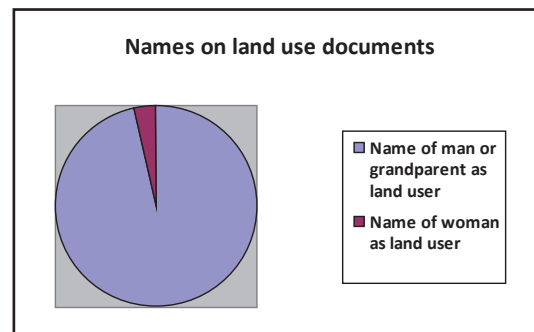 Names on land use documents
Name of man or
grandparent as
land user
Name of woman
as land user